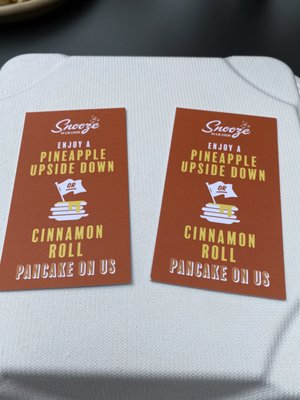 Snooze
ENJOY A
PINEAPPLE
UPSIDE DOWN
OR
CINNAMON
ROLL
PANCAKE ON US
Snooze
ENJOY A
PINEAPPLE
UPSIDE DOWN
OR
CINNAMON
ROLL
PANCAKE ON US